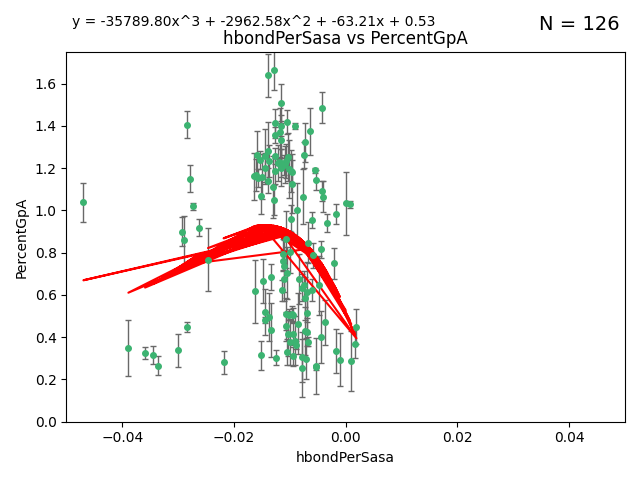 y = -35789.80x^3 + -2962.58x^2 + -63.21x + 0.53
N = 126
hbondPerSasa vs PercentGpA
PercentGpA
1.6
1.4
1.2
1.0
0.8
0.6
0.4
0.2
0.0
−0.04 −0.02 0.00 0.02 0.04
hbondPerSasa